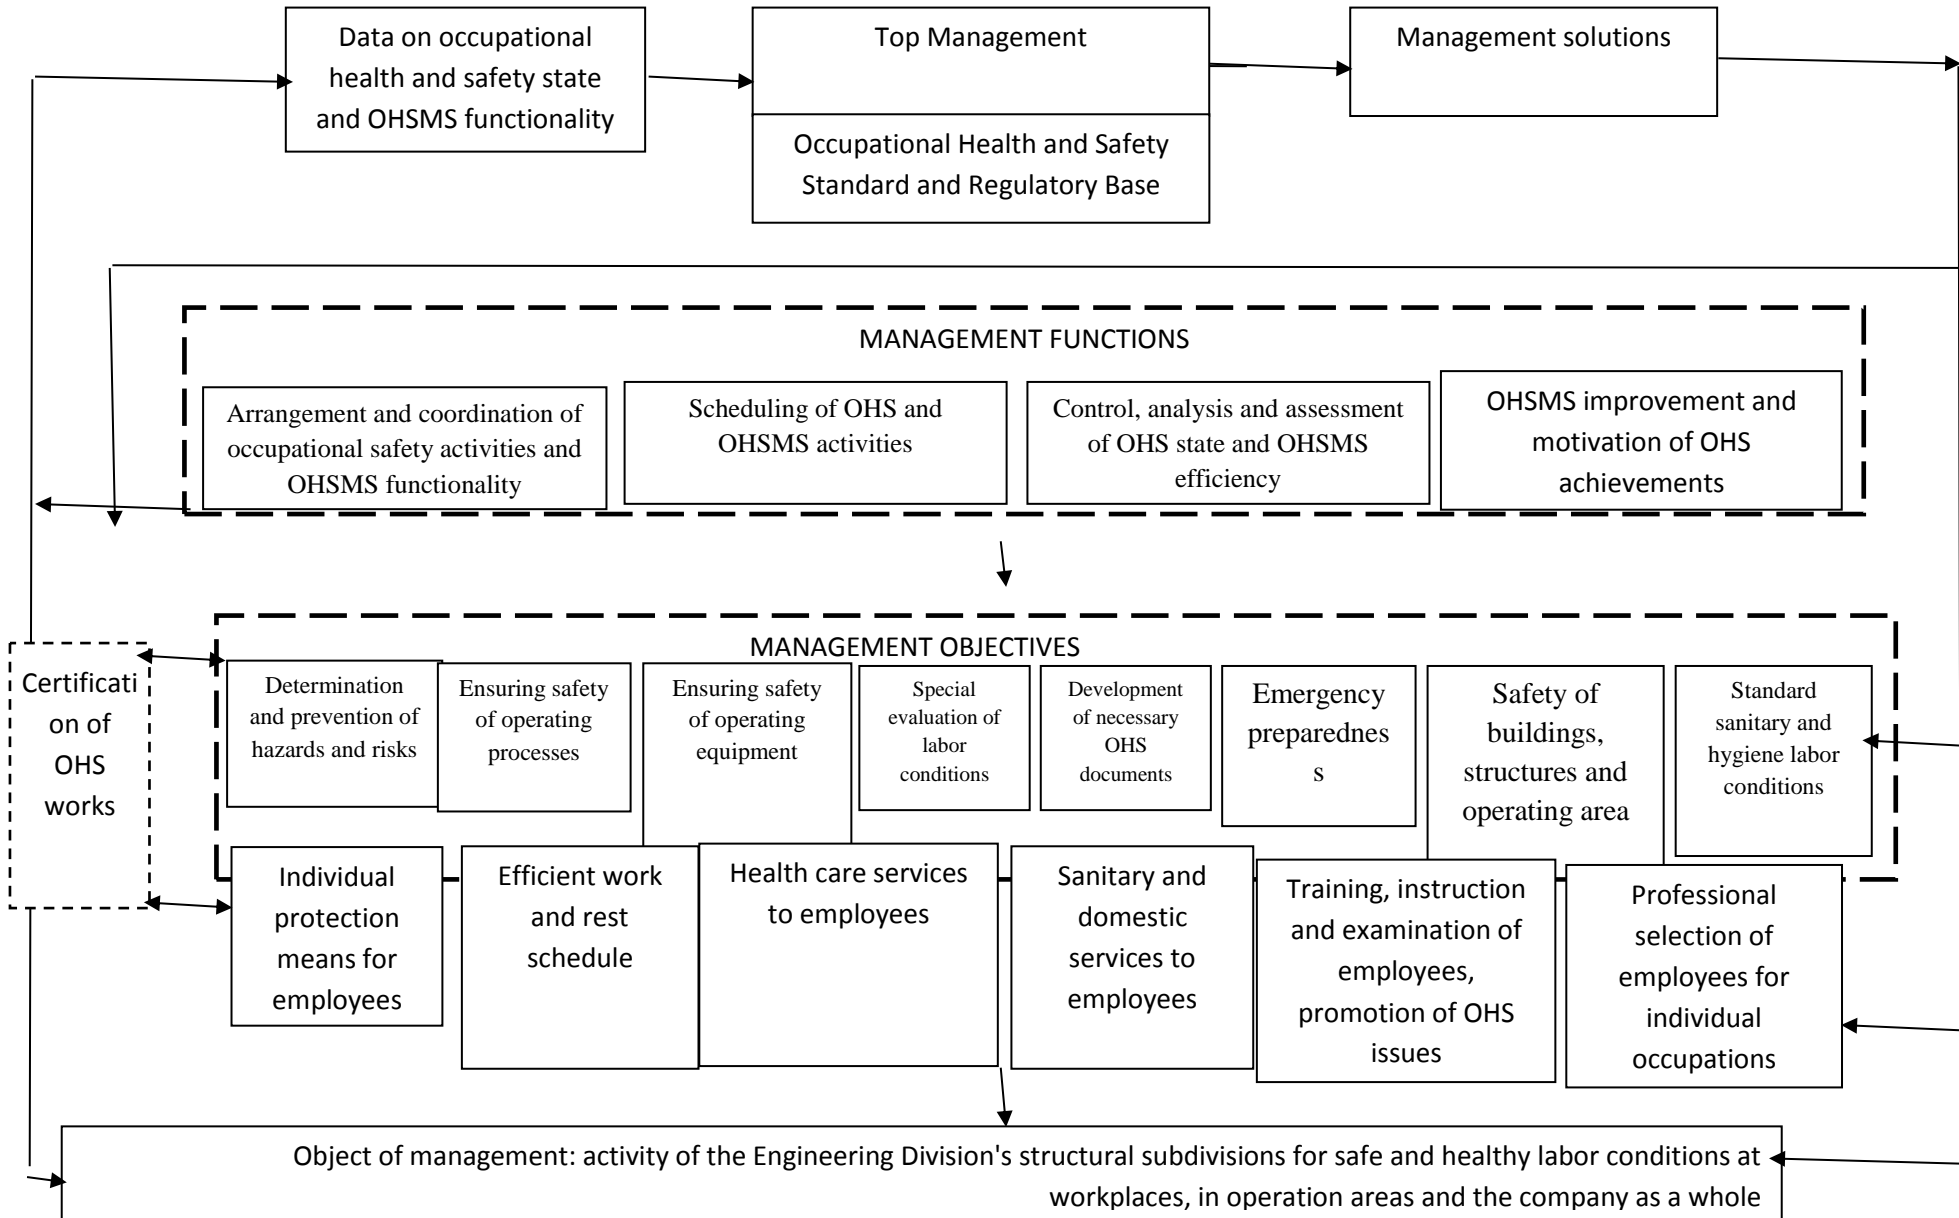 Data on occupational
health and safety state
and OHSMS functionality
Top Management
Occupational Health and Safety
Standard and Regulatory Base
Management solutions
MANAGEMENT FUNCTIONS
Arrangement and coordination of
occupational safety activities and
OHSMS functionality
Scheduling of OHS and
OHSMS activities
Control, analysis and assessment
of OHS state and OHSMS
efficiency
OHSMS improvement and
motivation of OHS
achievements
Certificati
on of
OHS
works
MANAGEMENT OBJECTIVES
Determination
and prevention of
hazards and risks
Ensuring safety
of operating
processes
Ensuring safety
of operating
equipment
Special
evaluation of
labor
conditions
Development
of necessary
OHS
documents
Emergency
preparednes
s
Safety of
buildings,
structures and
operating area
Standard
sanitary and
hygiene labor
conditions
Individual
protection
means for
employees
Efficient work
and rest
schedule
Health care services
to employees
Sanitary and
domestic
services to
employees
Training, instruction
and examination of
employees,
promotion of OHS
issues
Professional
selection of
employees for
individual
occupations
Object of management: activity of the Engineering Division's structural subdivisions for safe and healthy labor conditions at
workplaces, in operation areas and the company as a whole